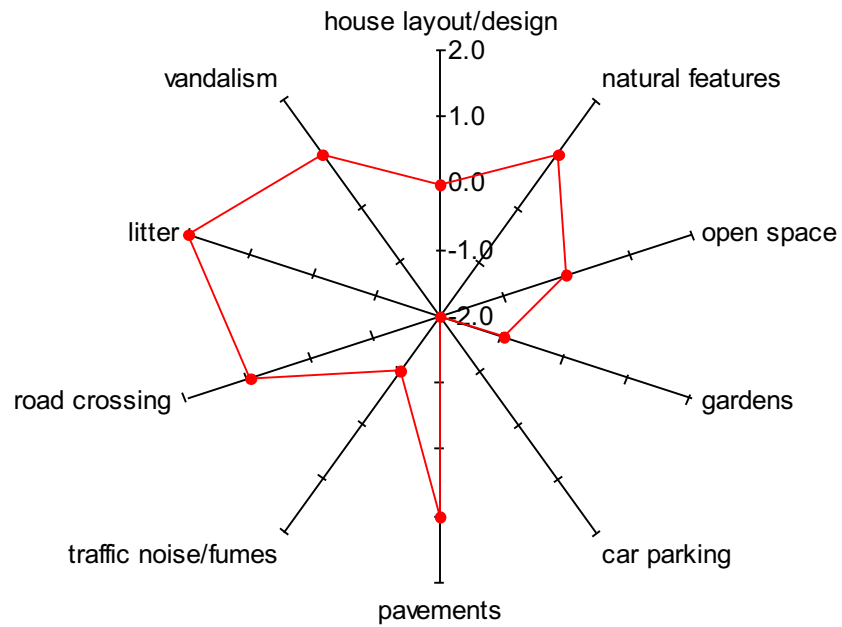 house layout/design
2.0
vandalism
natural features
1.0
0.0
litter
open space
-1.0
-2.0
road crossing
gardens
traffic noise/fumes
car parking
pavements